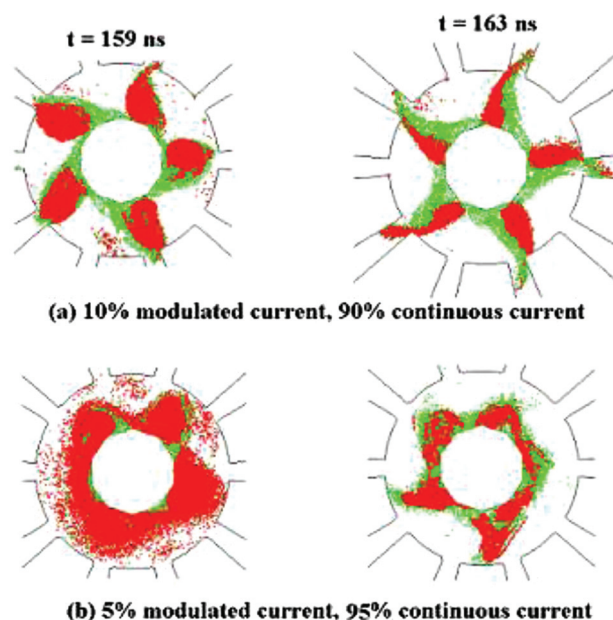 t = 159 ns
t = 163 ns
(a) 10% modulated current, 90% continuous current
(b) 5% modulated current, 95% continuous current